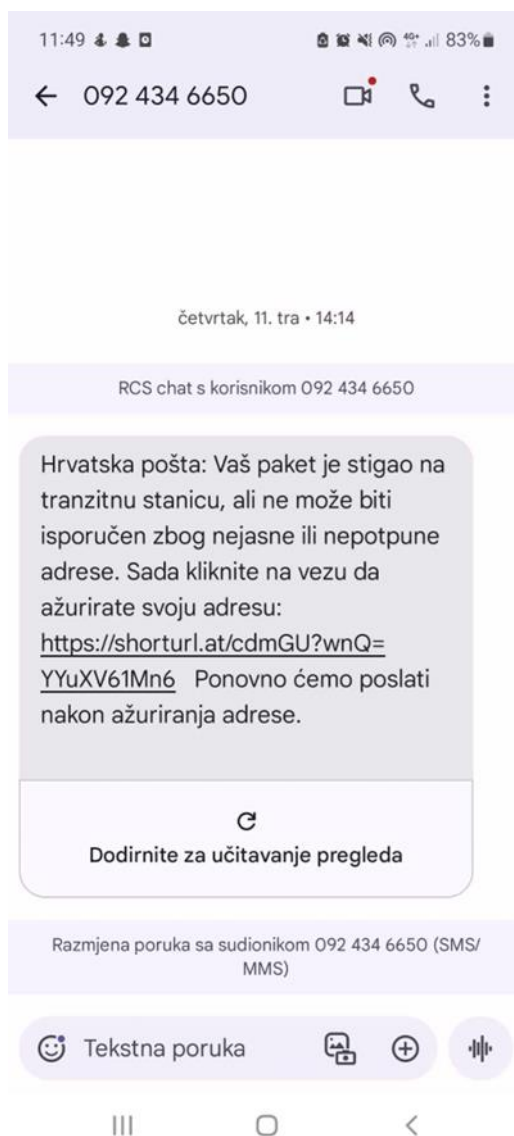 11:49
83%
092 434 6650
četvrtak, 11. tra • 14:14
RCS chat s korisnikom 092 434 6650
Hrvatska pošta: Vaš paket je stigao na
tranzitnu stanicu, ali ne može biti
isporučen zbog nejasne ili nepotpune
adrese. Sada kliknite na vezu da
ažurirate svoju adresu:
https://shorturl.at/cdmGU?wnQ=
YYuXV61Mn6 Ponovno ćemo poslati
nakon ažuriranja adrese.
Dodirnite za učitavanje pregleda
Razmjena poruka sa sudionikom 092 434 6650 (SMS/
MMS)
Tekstna poruka